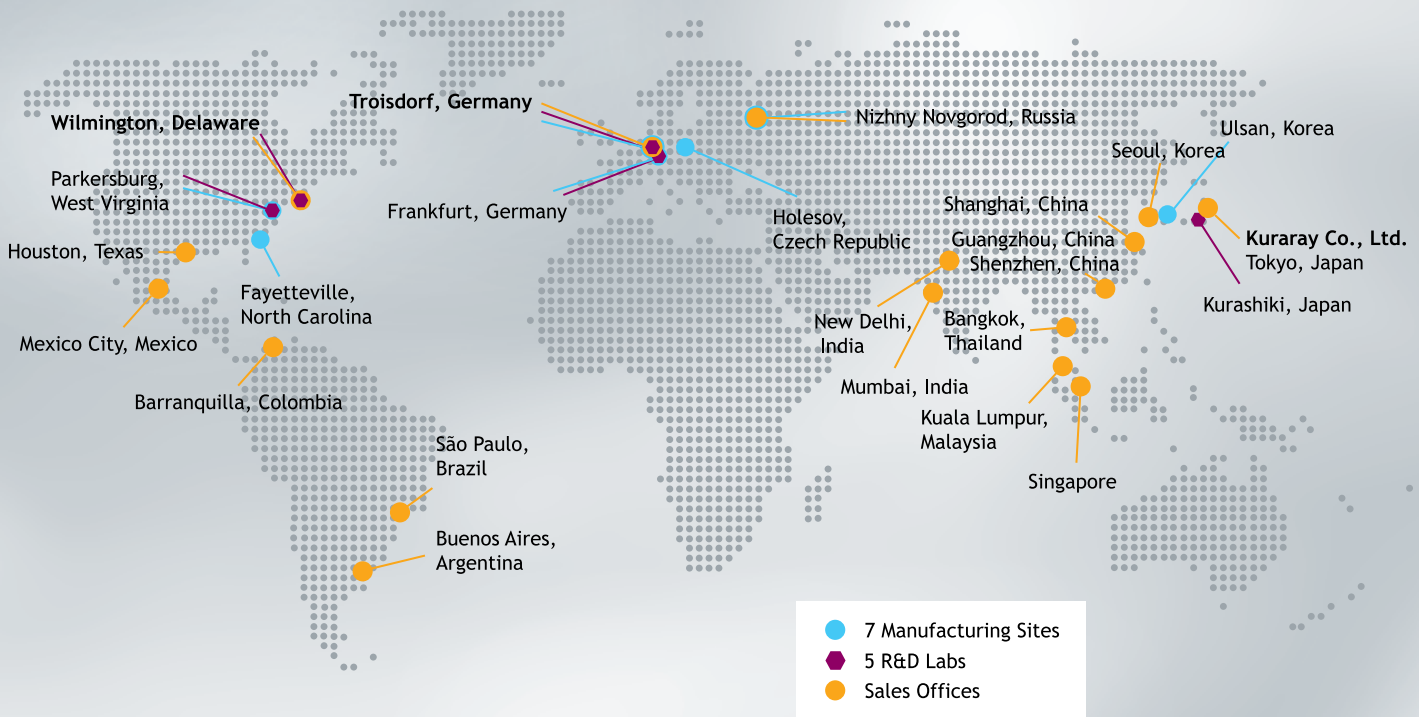 Troisdorf, Germany
Wilmington, Delaware
Nizhny Novgorod, Russia
Ulsan, Korea
Seoul, Korea
Parkersburg,
West Virginia
Frankfurt, Germany
Holesov,
Czech Republic
Shanghai, China
Guangzhou, China
Shenzhen, China
Kuraray Co., Ltd.
Tokyo, Japan
Houston, Texas
Fayetteville,
North Carolina
Kurashiki, Japan
New Delhi,
India
Bangkok,
Thailand
Mexico City, Mexico
Mumbai, India
Barranquilla, Colombia
Kuala Lumpur,
Malaysia
São Paulo,
Brazil
Singapore
Buenos Aires,
Argentina
7 Manufacturing Sites
5 R&D Labs
Sales Offices